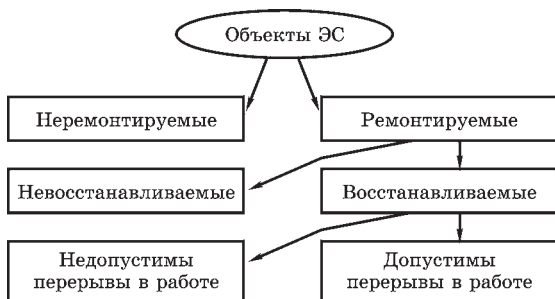 Объекты ЭС
Неремонтируемые
Ремонтируемые
Невосстанавливаемые
Восстанавливаемые
Недопустимы
перерывы в работе
Допустимы
перерывы в работе